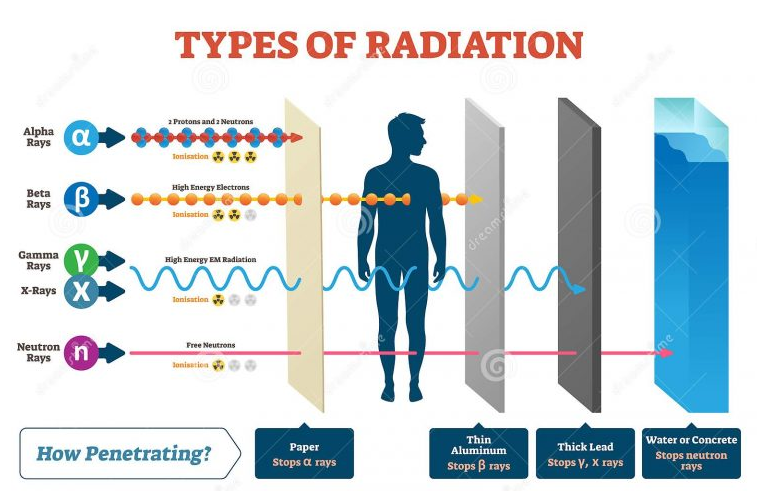 TYPES OF RADIATION
Alpha
Rays
α
2 Protons and 2 Neutrons
Ionisation
Beta
Rays
β
High Energy Electrons
Ionisation
Gamma
Rays
γ
X-Rays
X
High Energy EM Radiation
Ionisation
Neutron
Rays
n
Free Neutrons
Ionisation
How Penetrating?
Paper
Stops α rays
Thin
Aluminum
Stops β rays
Thick Lead
Stops γ, x rays
Water or Concrete
Stops neutron
rays
dreamstime